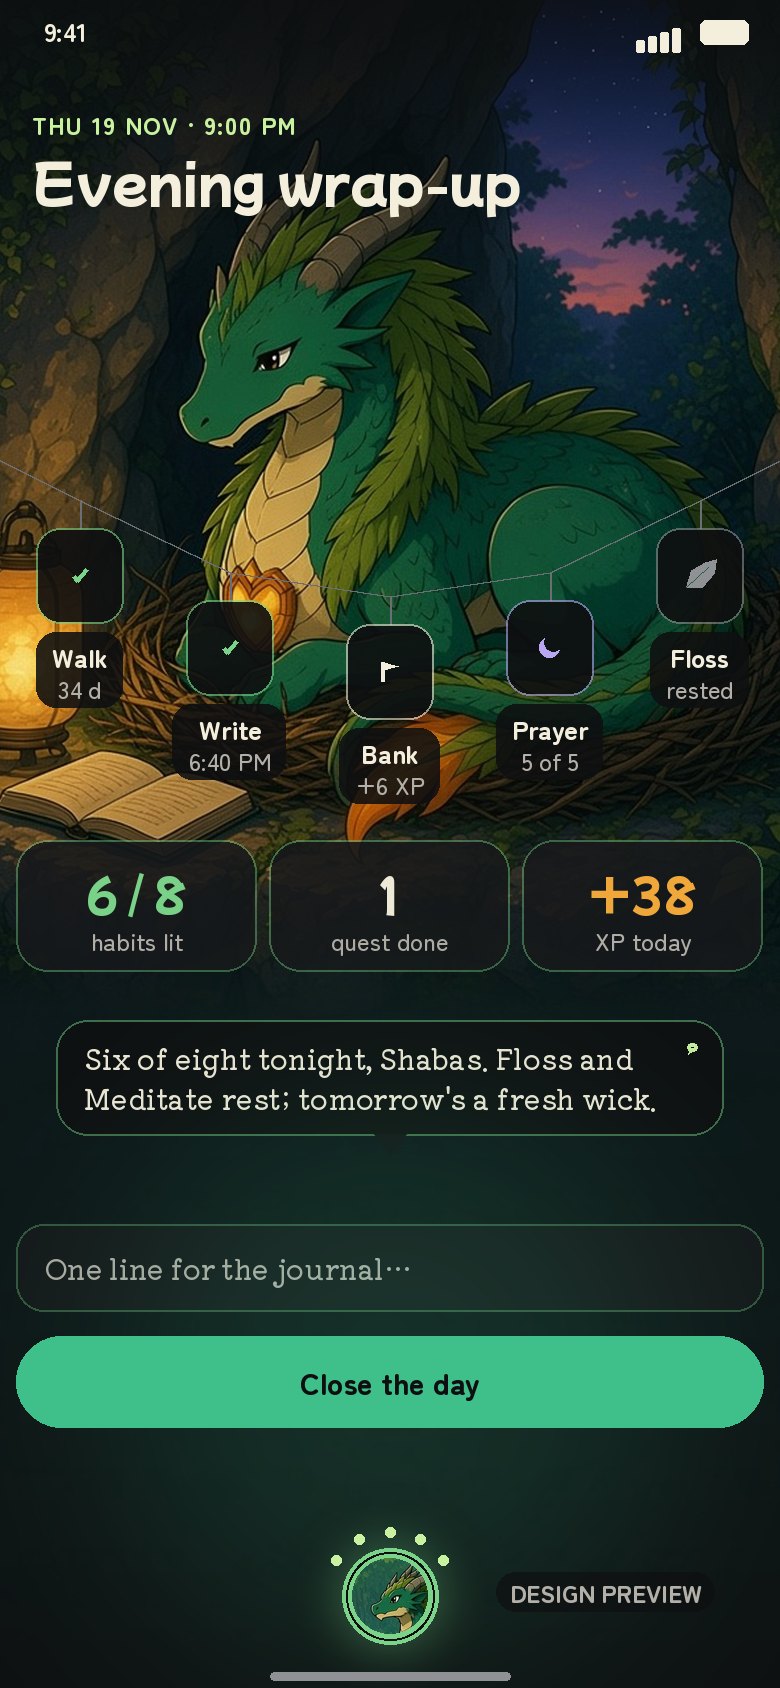 9:41
THU 19 NOV · 9:00 PM
Evening wrap-up
Walk
34 d
Write
6:40 PM
Bank
+6 XP
Prayer
5 of 5
Floss
rested
6/8
habits lit
1
quest done
+38
XP today
Six of eight tonight, Shabas. Floss and
Meditate rest; tomorrow's a fresh wick.
One line for the journal…
Close the day
DESIGN PREVIEW